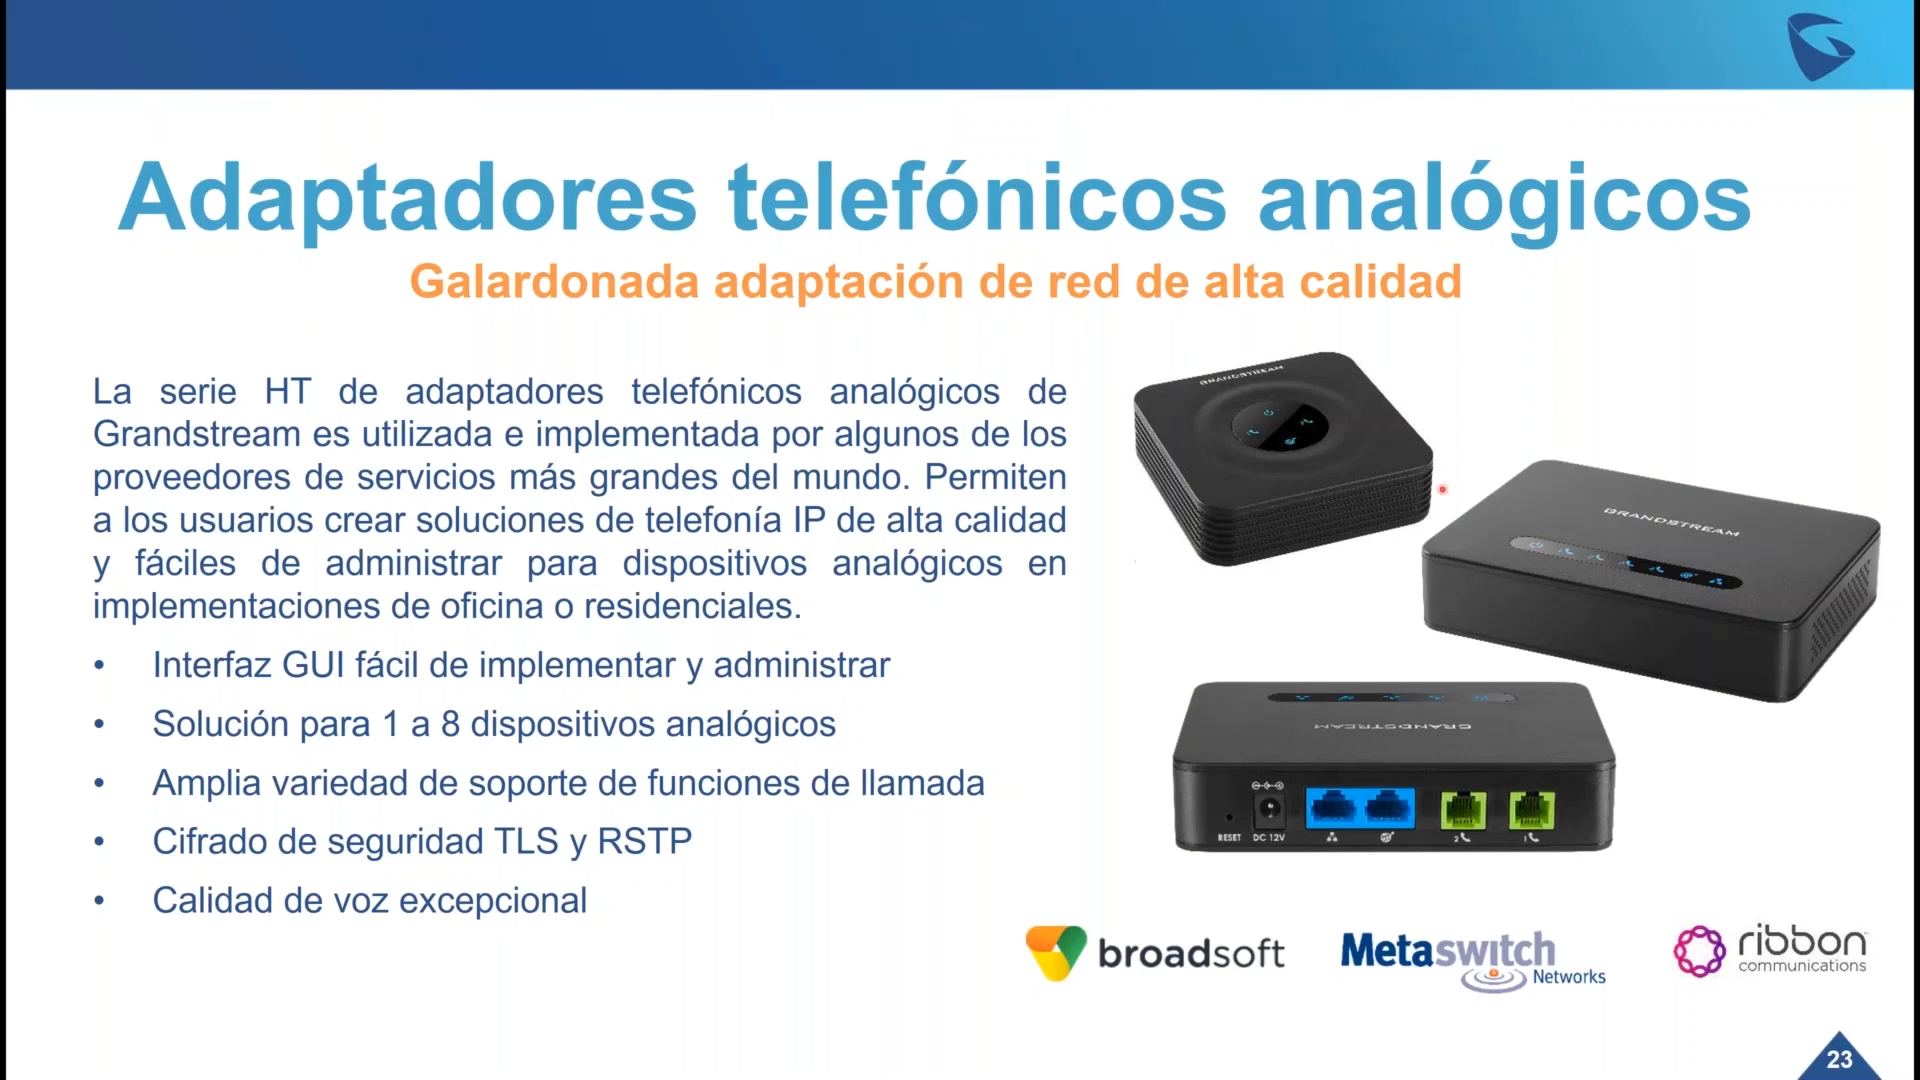 Adaptadores telefónicos analógicos
Galardonada adaptación de red de alta calidad
La serie HT de adaptadores telefónicos analógicos de
Grandstream es utilizada e implementada por algunos de los
proveedores de servicios más grandes del mundo. Permiten
a los usuarios crear soluciones de telefonía IP de alta calidad
y fáciles de administrar para dispositivos analógicos en
implementaciones de oficina o residenciales.
• Interfaz GUI fácil de implementar y administrar
• Solución para 1 a 8 dispositivos analógicos
• Amplia variedad de soporte de funciones de llamada
• Cifrado de seguridad TLS y RSTP
• Calidad de voz excepcional
GRANDSTREAM
GRANDSTREAM
GRANDSTREAM
RESET DC 12V 2 1
broadsoft
Metaswitch
Networks
ribbon
communications
23